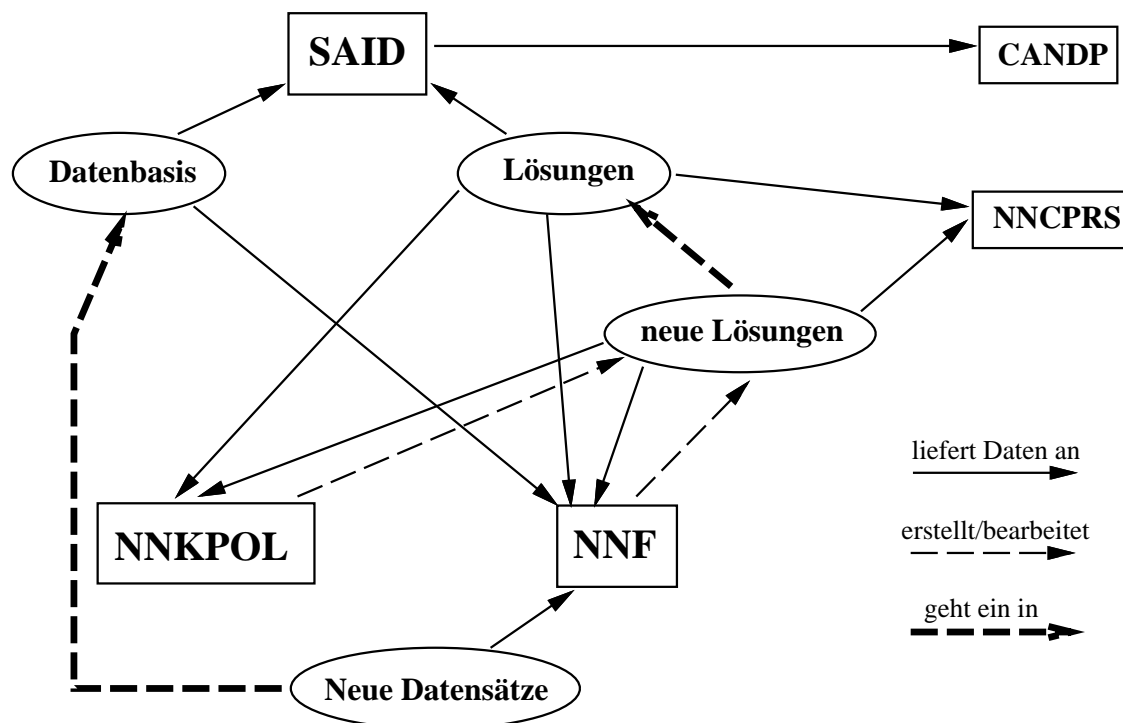 SAID
CANDP
Datenbasis
Lösungen
NNCPRS
neue Lösungen
liefert Daten an
NNKPOL
NNF
erstellt/bearbeitet
geht ein in
Neue Datensätze